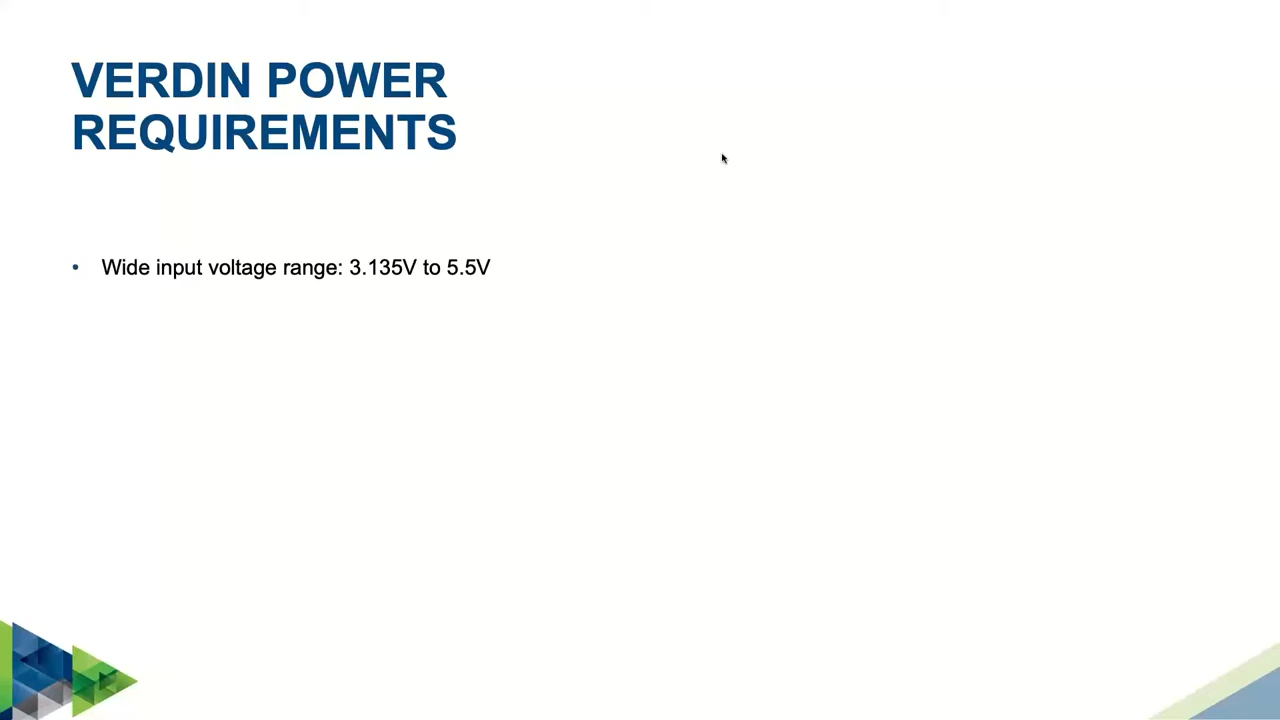 VERDIN POWER
REQUIREMENTS
• Wide input voltage range: 3.135V to 5.5V